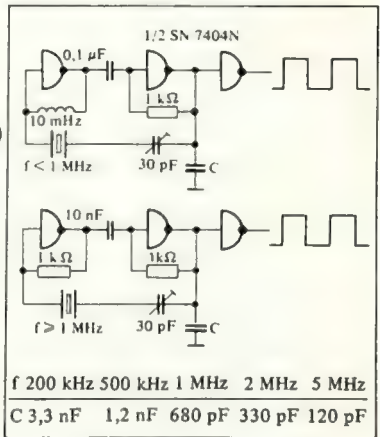 1/2 SN 7404N
0,1 µF
1 kΩ
10 mHz
f < 1 MHz
30 pF
C
10 nF
1 kΩ
1kΩ
f ⩾ 1 MHz
30 pF
C
f 200 kHz 500 kHz 1 MHz 2 MHz 5 MHz
C 3,3 nF 1,2 nF 680 pF 330 pF 120 pF